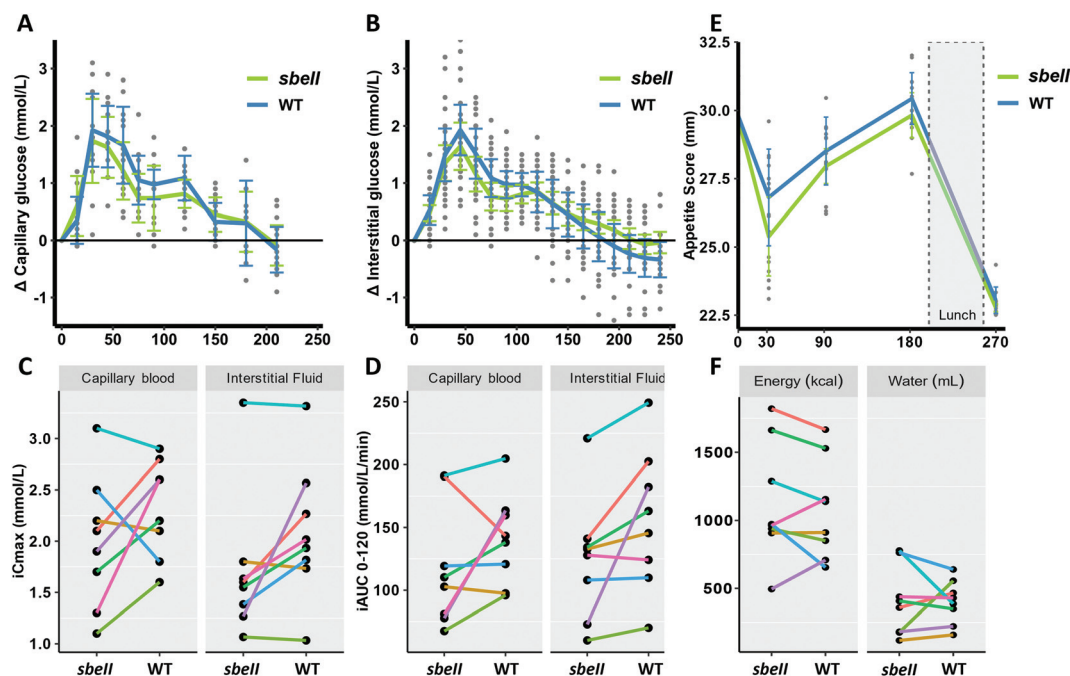 A
Δ Capillary glucose (mmol/L)
3
2
1
0
-1
0 50 100 150 200 250
sbeII
WT
B
Δ Interstitial glucose (mmol/L)
3
2
1
0
-1
0 50 100 150 200 250
sbeII
WT
E
Appetite Score (mm)
32.5
30
27.5
25.0
22.5
0 30 90 180 270
Lunch
sbeII
WT
C
Capillary blood Interstitial Fluid
iCmax (mmol/L)
3.0
2.5
2.0
1.5
1.0
sbeII WT sbeII WT
D
Capillary blood Interstitial Fluid
iAUC 0-120 (mmol/L/min)
250
200
150
100
sbeII WT sbeII WT
F
Energy (kcal) Water (mL)
1500
1000
500
sbeII WT sbeII WT